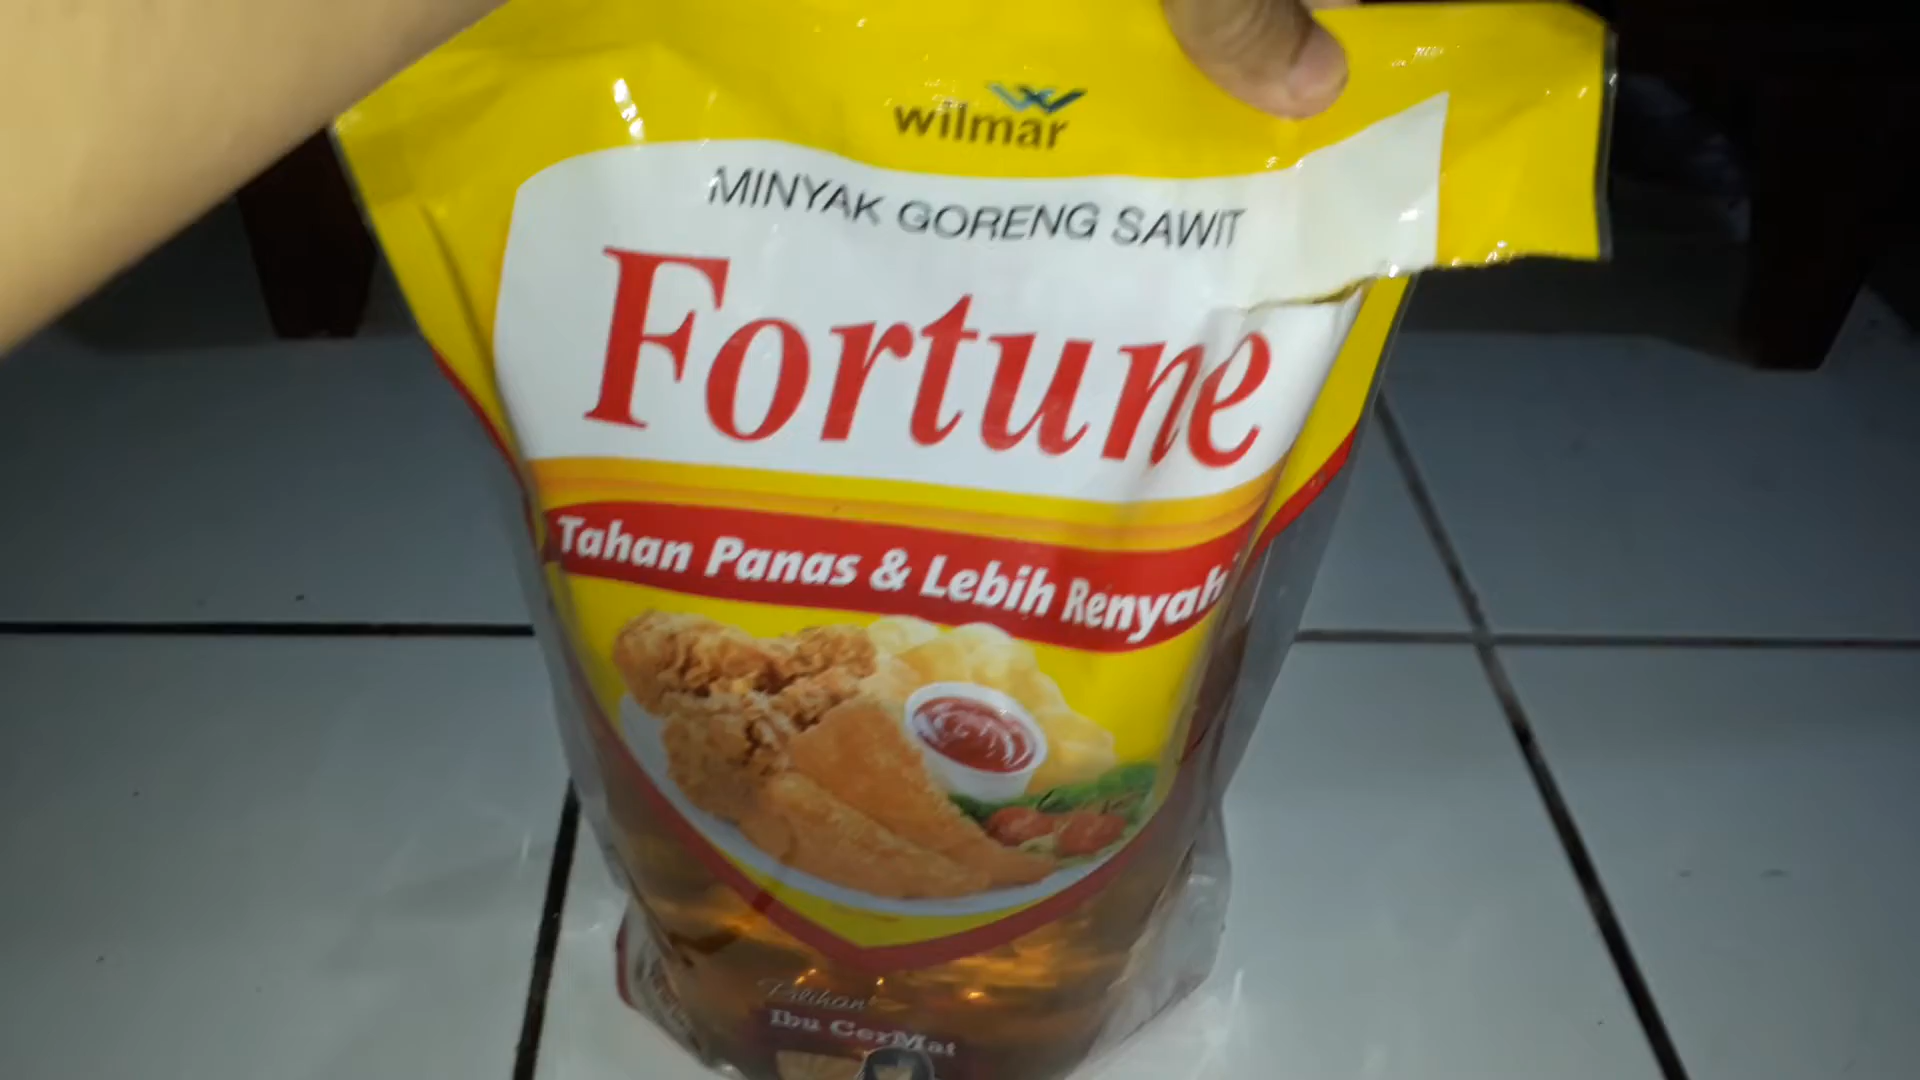 wilmar
MINYAK GORENG SAWIT
Fortune
Tahan Panas & Lebih Renyah
Pilihan
Ibu CerMat